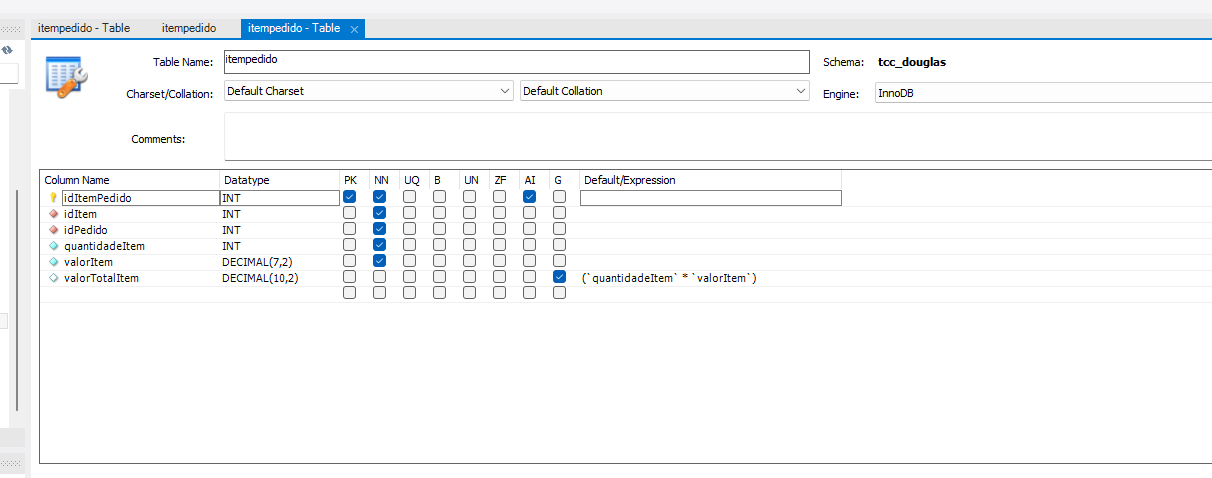 itempedido - Table itempedido itempedido - Table
Table Name: itempedido Schema: tcc_douglas
Charset/Collation: Default Charset Default Collation Engine: InnoDB
Comments:
Column Name Datatype PK NN UQ B UN ZF AI G Default/Expression
idItemPedido INT
idItem INT
idPedido INT
quantidadeItem INT
valorItem DECIMAL(7,2)
valorTotalItem DECIMAL(10,2) (`quantidadeItem` * `valorItem`)